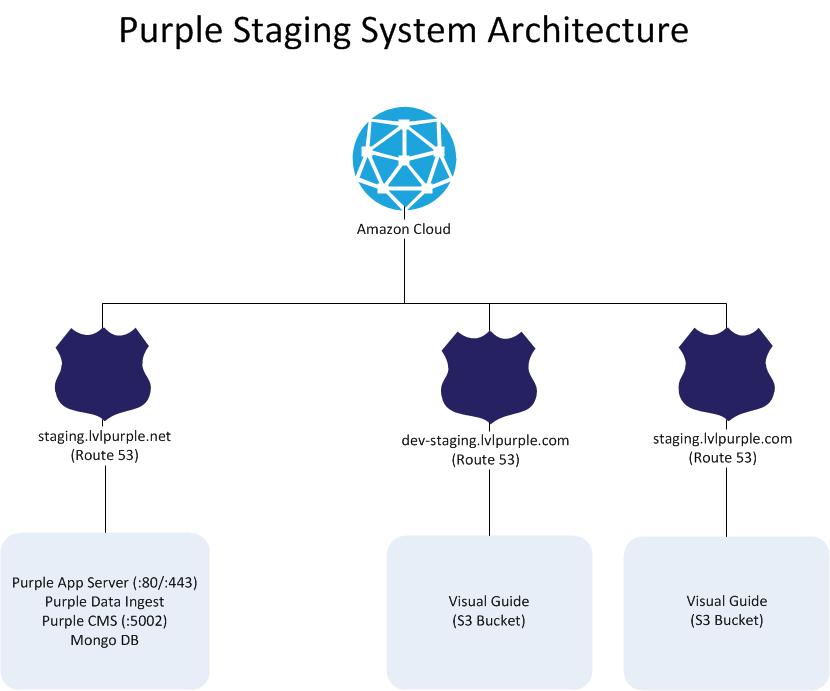 Purple Staging System Architecture
Amazon Cloud
staging.lvlpurple.net
(Route 53)
dev-staging.lvlpurple.com
(Route 53)
staging.lvlpurple.com
(Route 53)
Purple App Server (:80/:443)
Purple Data Ingest
Purple CMS (:5002)
Mongo DB
Visual Guide
(S3 Bucket)
Visual Guide
(S3 Bucket)